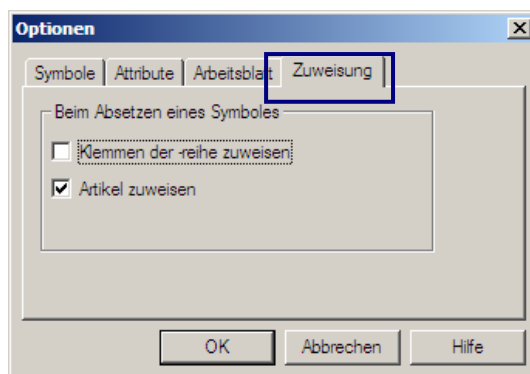 Optionen
Symbole Attribute Arbeitsblatt Zuweisung
Beim Absetzen eines Symboles
Klemmen der -reihe zuweisen
Artikel zuweisen
OK Abbrechen Hilfe